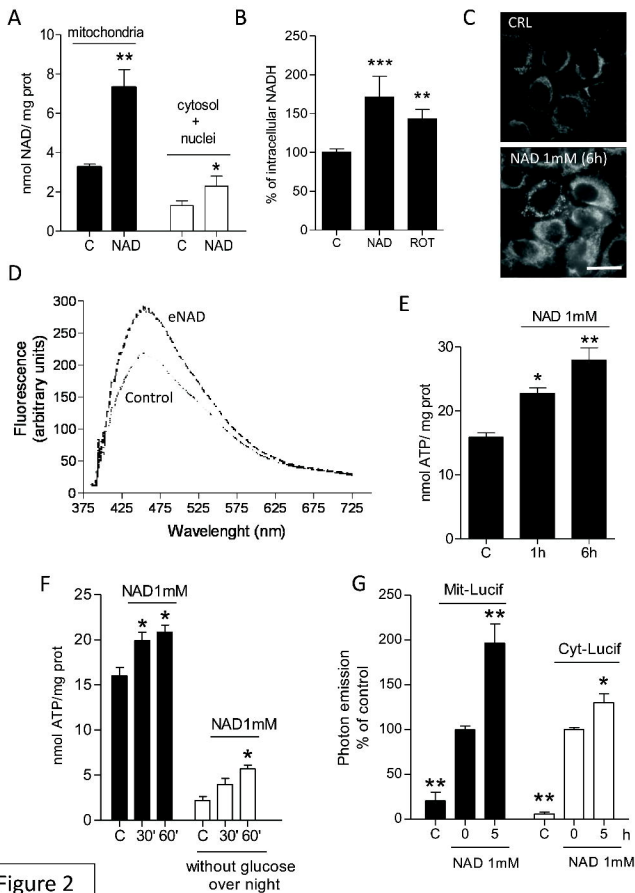 A
mitochondria
nmol NAD/ mg prot
10
8
6
4
2
0
**
cytosol
+
nuclei
*
C NAD C NAD
B
% of intracellular NADH
250
200
150
100
50
0
***
**
C NAD ROT
C
CRL
NAD 1mM (6h)
D
Fluorescence
(arbitrary units)
300
250
200
150
100
50
0
eNAD
Control
375 425 475 525 575 625 675 725
Wavelenght (nm)
E
NAD 1mM
nmol ATP/ mg prot
30
20
10
0
*
**
C 1h 6h
F
NAD1mM
nmol ATP/mg prot
25
20
15
10
5
0
* *
NAD1mM
*
C 30' 60' C 30' 60'
without glucose
over night
G
Mit-Lucif
Photon emission
% of control
250
200
150
100
50
0
**
**
Cyt-Lucif
**
*
C 0 5 C 0 5 h
NAD 1mM NAD 1mM
Figure 2